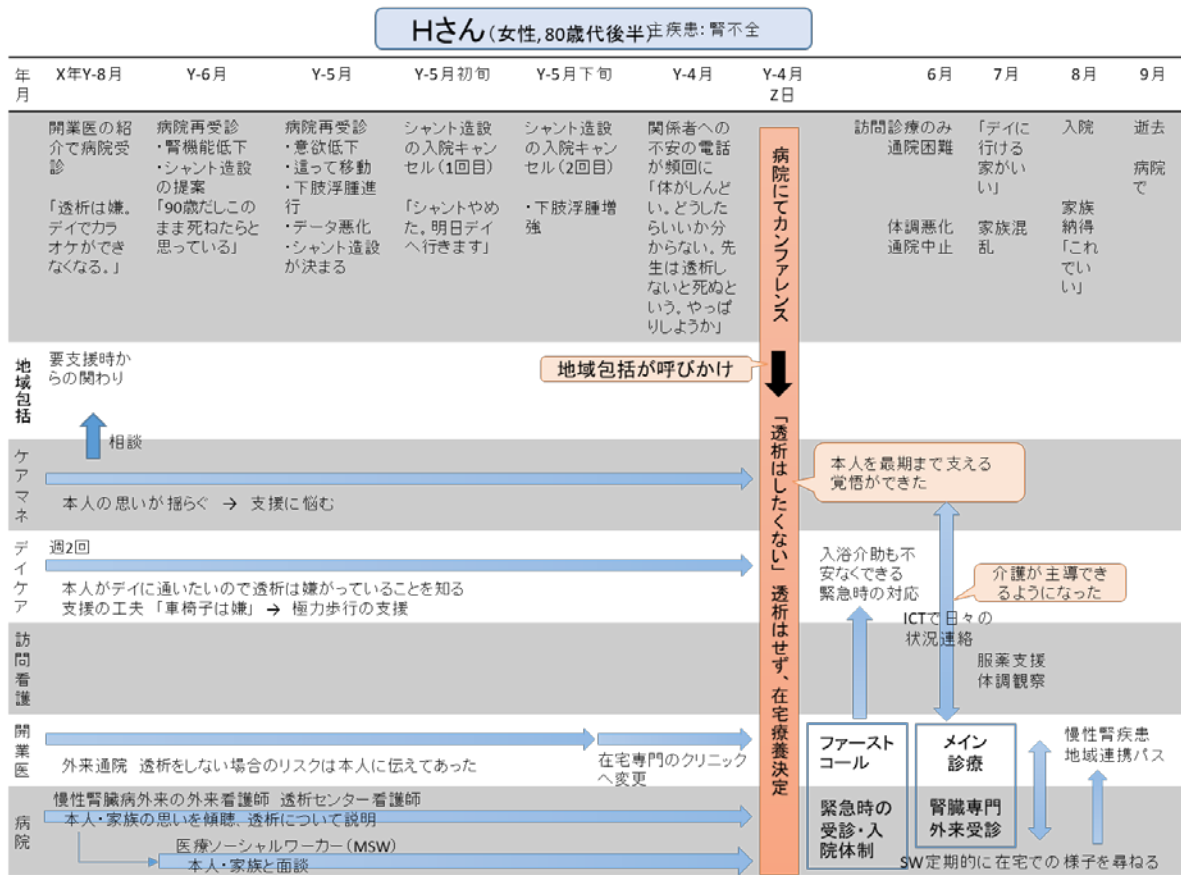 Hさん(女性,80歳代後半)主疾患:腎不全
年月
X年Y-8月
Y-6月
Y-5月
Y-5月初旬
Y-5月下旬
Y-4月
Y-4月
Z日
6月
7月
8月
9月
開業医の紹
介で病院受
診
「透析は嫌。
デイでカラ
オケができ
なくなる。」
病院再受診
・腎機能低下
・シャント造設
の提案
「90歳だしこの
まま死ねたらと
思っている」
病院再受診
・意欲低下
・這って移動
・下肢浮腫進
行
・データ悪化
・シャント造設
が決まる
シャント造設
の入院キャン
セル(1回目)
「シャントやめ
た。明日デイ
へ行きます」
シャント造設
の入院キャン
セル(2回目)
・下肢浮腫増
強
関係者への
不安の電話
が頻回に
「体がしんど
い。どうした
らいいか分
からない。先
生は透析し
ないと死ぬと
いう。やっぱ
りしようか」
病院にてカンファレンス
「透析はしたくない」 透析はせず、在宅療養決定
訪問診療のみ
通院困難
体調悪化
通院中止
「デイに
行ける
家がい
い」
家族混
乱
入院
家族
納得
「これ
でい
い」
逝去
病院
で
地域包括
要支援時か
らの関わり
相談
地域包括が呼びかけ
ケアマネ
本人の思いが揺らぐ → 支援に悩む
本人を最期まで支える
覚悟ができた
デイケア
週2回
本人がデイに通いたいので透析は嫌がっていることを知る
支援の工夫 「車椅子は嫌」 → 極力歩行の支援
入浴介助も不
安なくできる
緊急時の対応
介護が主導でき
るようになった
訪問看護
ICTで日々の
状況連絡
服薬支援
体調観察
開業医
外来通院 透析をしない場合のリスクは本人に伝えてあった
在宅専門のクリニック
へ変更
ファースト
コール
緊急時の
受診・入
院体制
メイン
診療
腎臓専門
外来受診
慢性腎疾患
地域連携パス
病院
慢性腎臓病外来の外来看護師 透析センター看護師
本人・家族の思いを傾聴、透析について説明
医療ソーシャルワーカー(MSW)
本人・家族と面談
SW定期的に在宅での様子を尋ねる